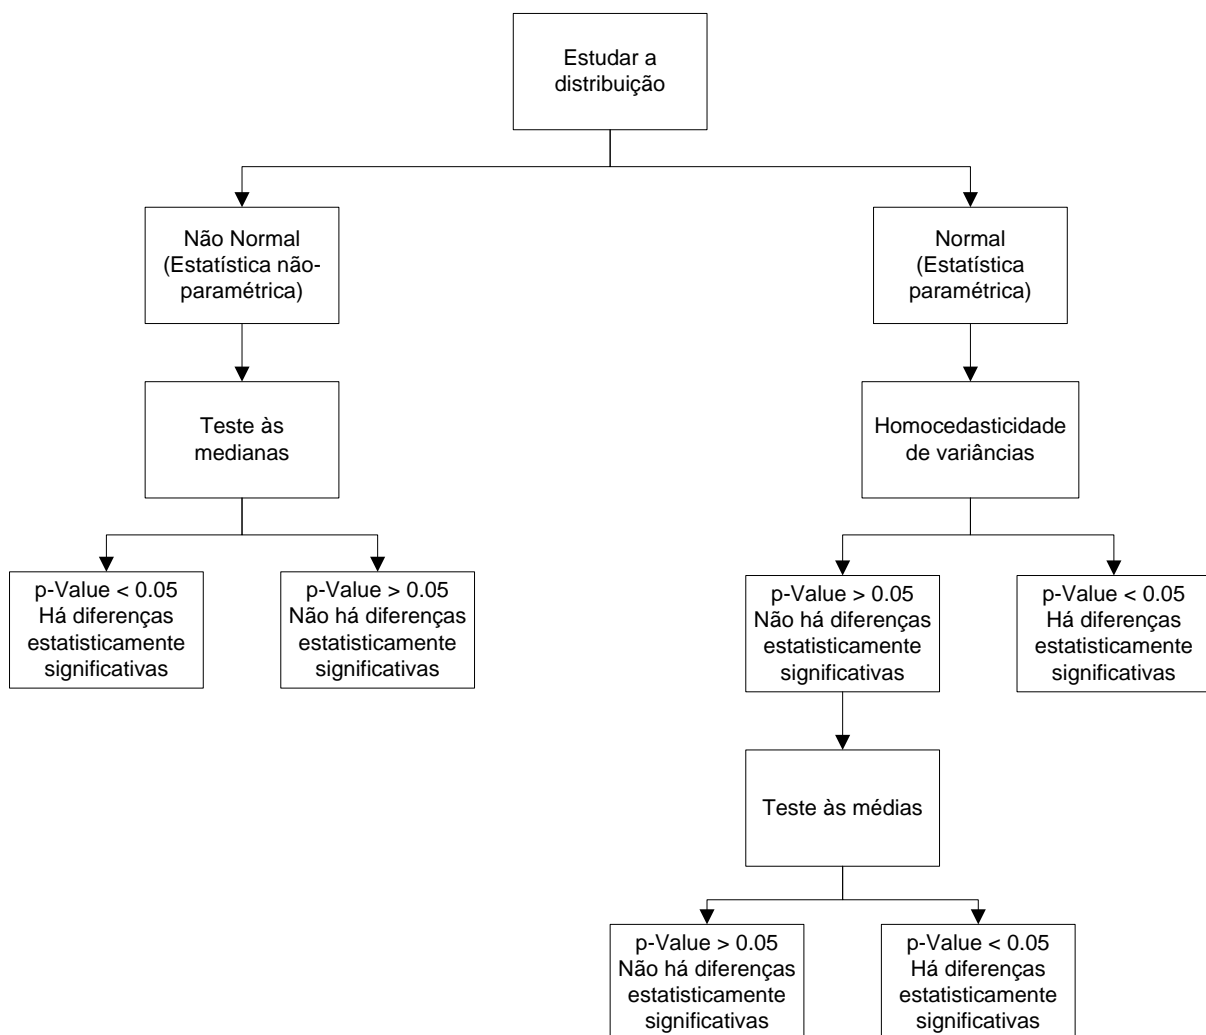 Estudar a
distribuição
Não Normal
(Estatística não-
paramétrica)
Normal
(Estatística
paramétrica)
Teste às
medianas
Homocedasticidade
de variâncias
p-Value < 0.05
Há diferenças
estatisticamente
significativas
p-Value > 0.05
Não há diferenças
estatisticamente
significativas
p-Value > 0.05
Não há diferenças
estatisticamente
significativas
p-Value < 0.05
Há diferenças
estatisticamente
significativas
Teste às médias
p-Value > 0.05
Não há diferenças
estatisticamente
significativas
p-Value < 0.05
Há diferenças
estatisticamente
significativas